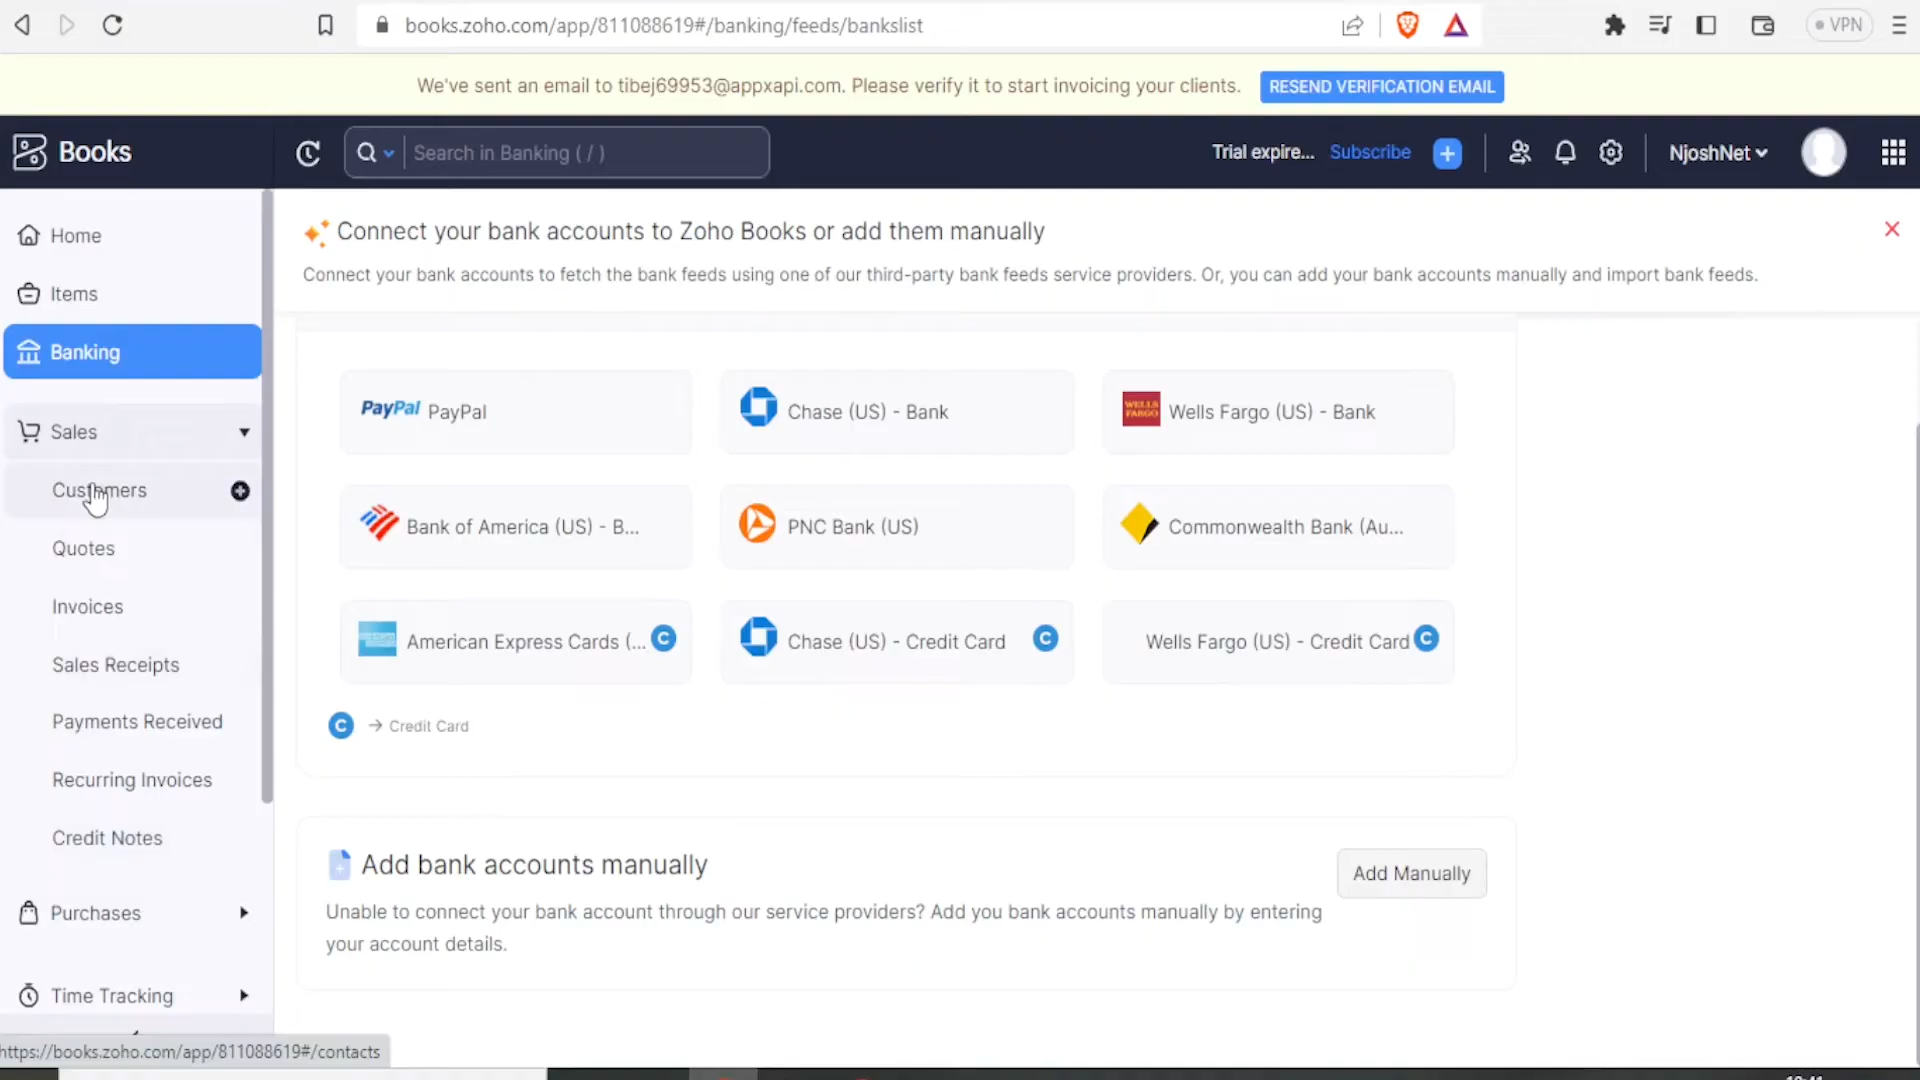 books.zoho.com/app/811088619#/banking/feeds/bankslist
VPN
We've sent an email to tibej69953@appxapi.com. Please verify it to start invoicing your clients.
RESEND VERIFICATION EMAIL
Books
Search in Banking ( / )
Trial expire...
Subscribe
NjoshNet
Home
Items
Banking
Sales
Customers
Quotes
Invoices
Sales Receipts
Payments Received
Recurring Invoices
Credit Notes
Purchases
Time Tracking
https://books.zoho.com/app/811088619#/contacts
Connect your bank accounts to Zoho Books or add them manually
Connect your bank accounts to fetch the bank feeds using one of our third-party bank feeds service providers. Or, you can add your bank accounts manually and import bank feeds.
PayPal PayPal
Chase (US) - Bank
WELLS FARGO Wells Fargo (US) - Bank
Bank of America (US) - B...
PNC Bank (US)
Commonwealth Bank (Au...
American Express Cards (... C
Chase (US) - Credit Card C
Wells Fargo (US) - Credit Card C
C → Credit Card
Add bank accounts manually
Add Manually
Unable to connect your bank account through our service providers? Add you bank accounts manually by entering
your account details.